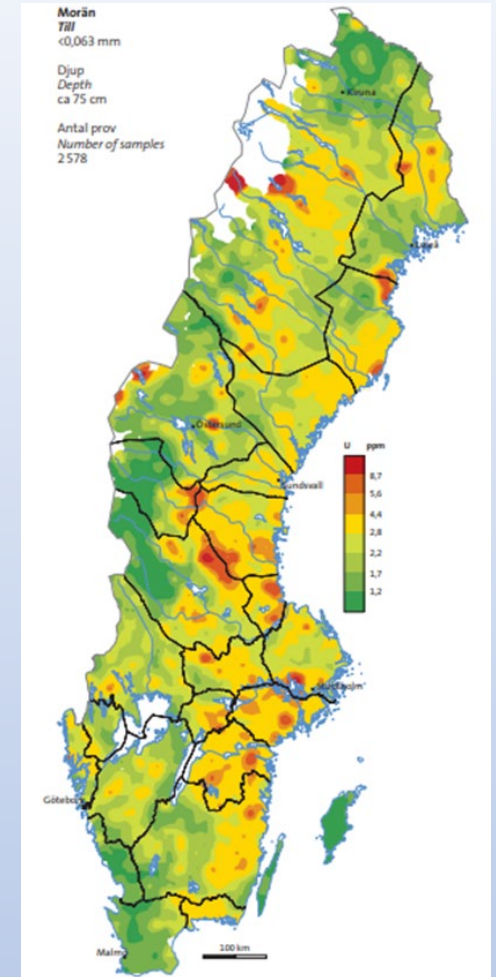 Morän
Till
<0,063 mm
Djup
Depth
ca 75 cm
Antal prov
Number of samples
2 578
Kiruna
Luleå
Östersund
U ppm
8,7
5,6
4,4
2,8
2,2
1,7
1,2
Sundsvall
Stockholm
Göteborg
Malmö
100 km